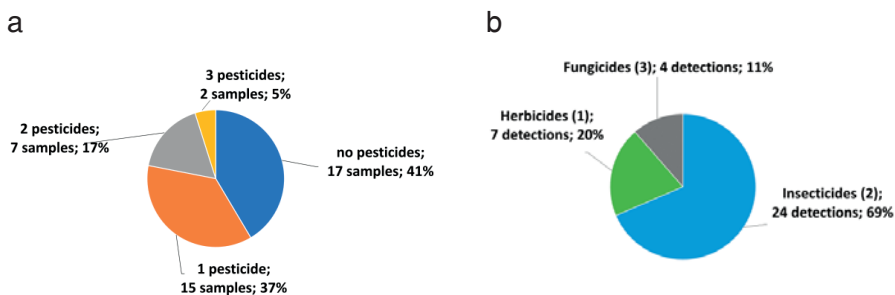 a
3 pesticides;
2 samples; 5%
2 pesticides;
7 samples; 17%
no pesticides;
17 samples; 41%
1 pesticide;
15 samples; 37%
b
Fungicides (3); 4 detections; 11%
Herbicides (1);
7 detections; 20%
Insecticides (2);
24 detections; 69%